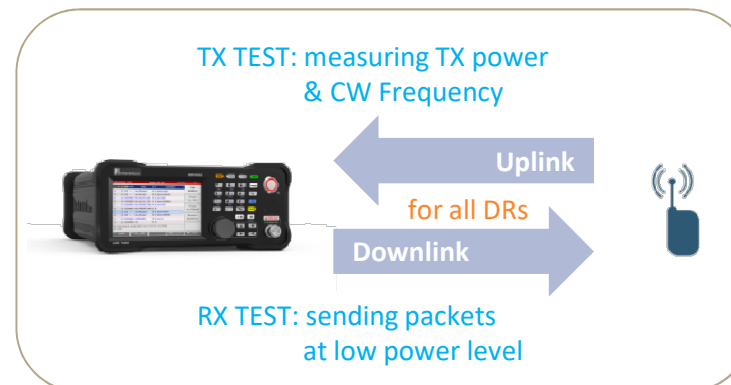 TX TEST: measuring TX power
& CW Frequency
Uplink
for all DRs
Downlink
RX TEST: sending packets
at low power level